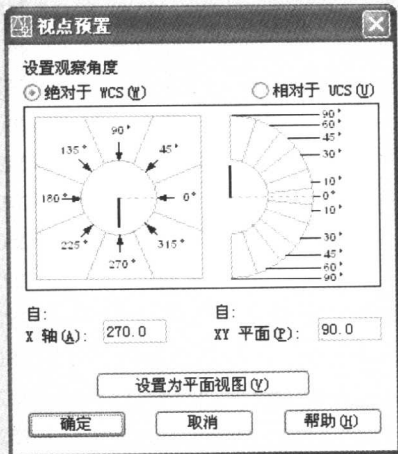 视点预置
设置观察角度
绝对于 WCS(W)
相对于 UCS(U)
90°
135°
45°
180°
0°
225°
315°
270°
90°
60°
45°
30°
10°
0°
10°
30°
45°
60°
90°
自:
X 轴(A): 270.0
自:
XY 平面(P): 90.0
设置为平面视图(V)
确定
取消
帮助(H)